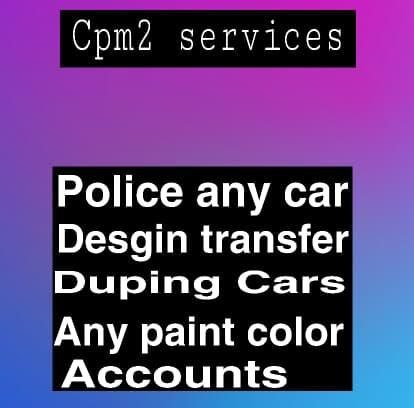 Cpm2 services
Police any car
Desgin transfer
Duping Cars
Any paint color
Accounts